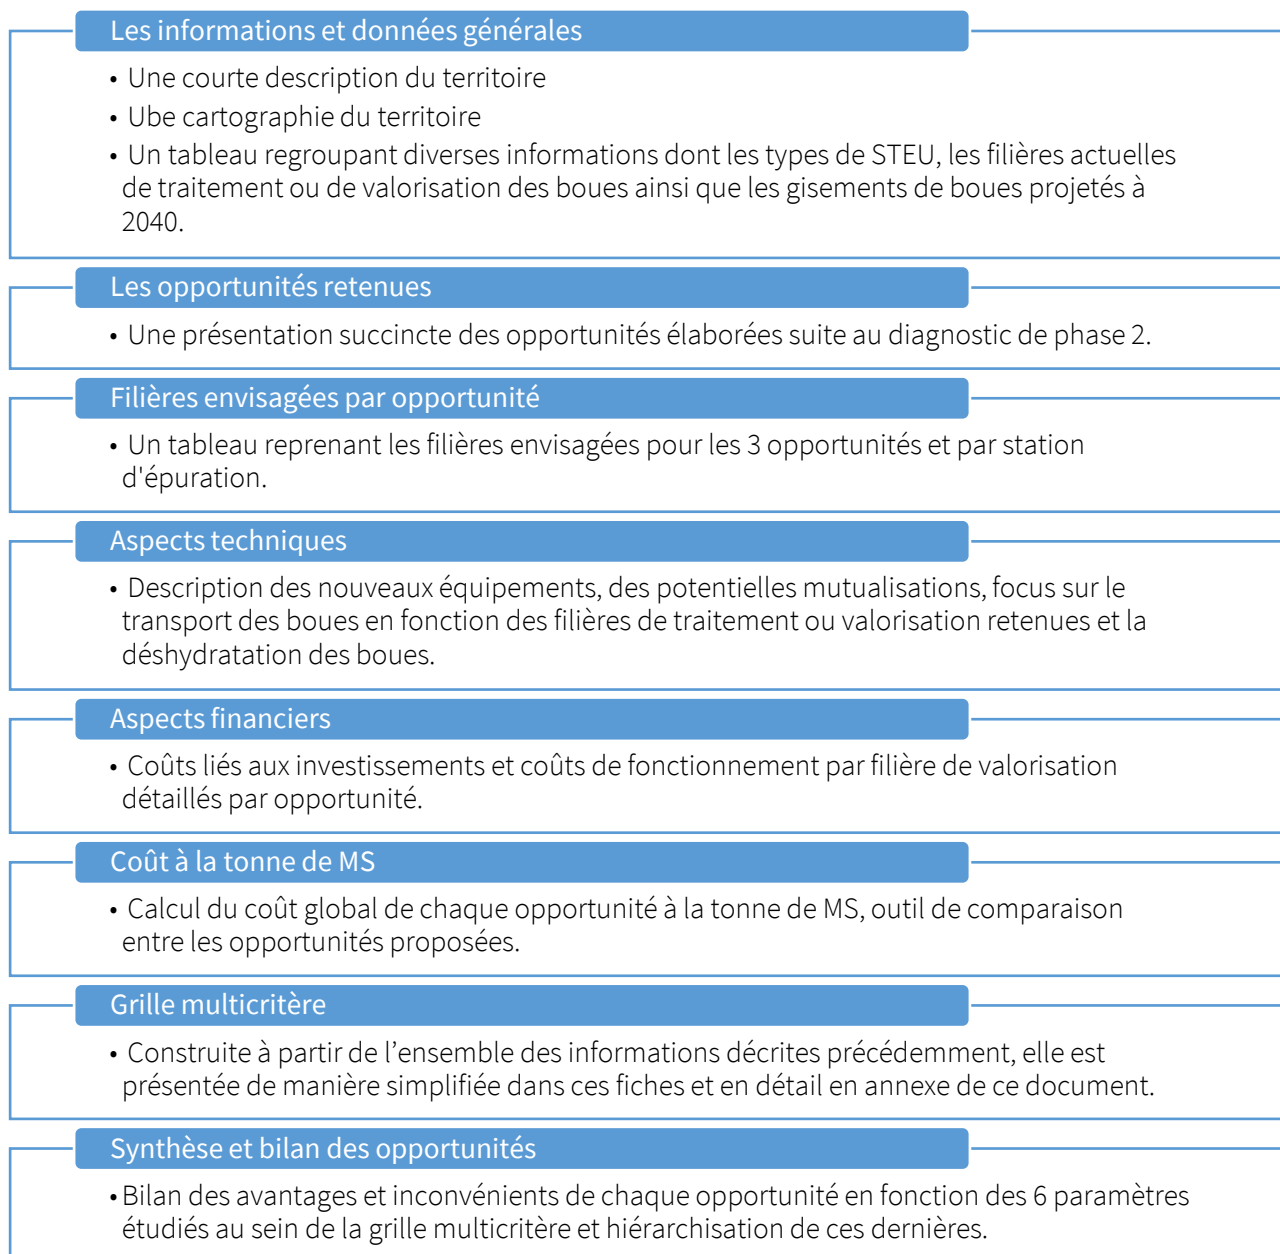 Les informations et données générales
• Une courte description du territoire
• Ube cartographie du territoire
• Un tableau regroupant diverses informations dont les types de STEU, les filières actuelles
de traitement ou de valorisation des boues ainsi que les gisements de boues projetés à
2040.
Les opportunités retenues
• Une présentation succincte des opportunités élaborées suite au diagnostic de phase 2.
Filières envisagées par opportunité
• Un tableau reprenant les filières envisagées pour les 3 opportunités et par station
d'épuration.
Aspects techniques
• Description des nouveaux équipements, des potentielles mutualisations, focus sur le
transport des boues en fonction des filières de traitement ou valorisation retenues et la
déshydratation des boues.
Aspects financiers
• Coûts liés aux investissements et coûts de fonctionnement par filière de valorisation
détaillés par opportunité.
Coût à la tonne de MS
• Calcul du coût global de chaque opportunité à la tonne de MS, outil de comparaison
entre les opportunités proposées.
Grille multicritère
• Construite à partir de l’ensemble des informations décrites précédemment, elle est
présentée de manière simplifiée dans ces fiches et en détail en annexe de ce document.
Synthèse et bilan des opportunités
• Bilan des avantages et inconvénients de chaque opportunité en fonction des 6 paramètres
étudiés au sein de la grille multicritère et hiérarchisation de ces dernières.